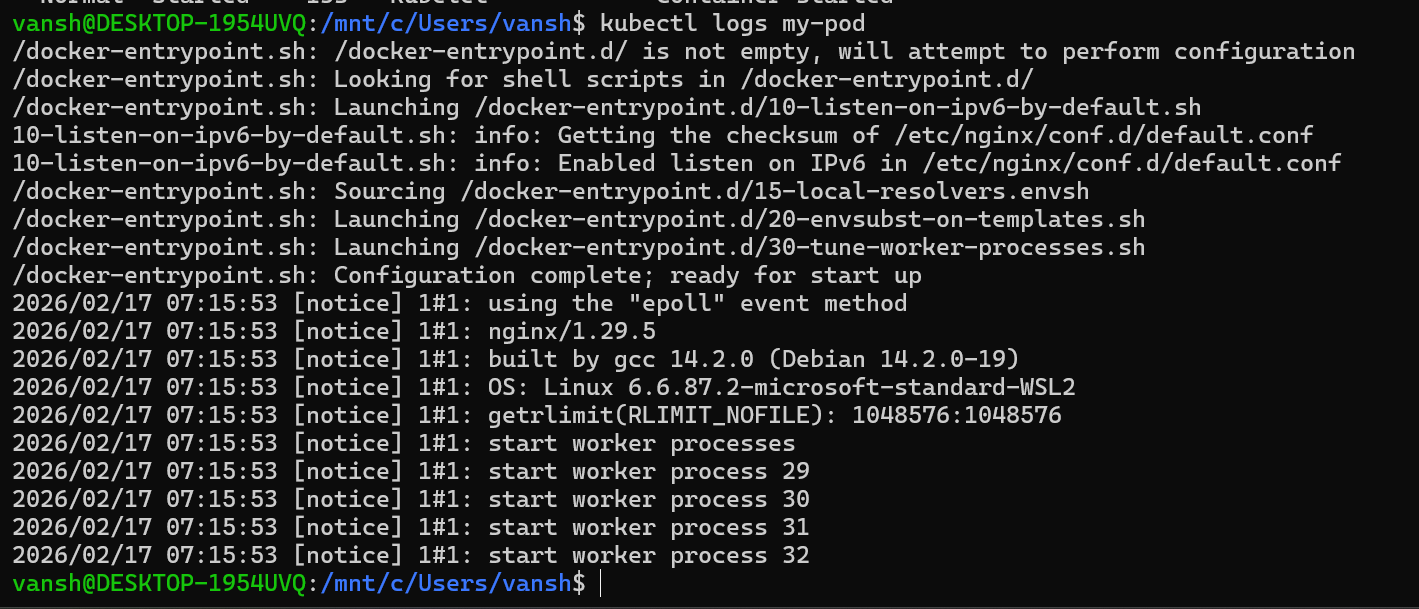 vansh@DESKTOP-1954UVQ:/mnt/c/Users/vansh$ kubectl logs my-pod
/docker-entrypoint.sh: /docker-entrypoint.d/ is not empty, will attempt to perform configuration
/docker-entrypoint.sh: Looking for shell scripts in /docker-entrypoint.d/
/docker-entrypoint.sh: Launching /docker-entrypoint.d/10-listen-on-ipv6-by-default.sh
10-listen-on-ipv6-by-default.sh: info: Getting the checksum of /etc/nginx/conf.d/default.conf
10-listen-on-ipv6-by-default.sh: info: Enabled listen on IPv6 in /etc/nginx/conf.d/default.conf
/docker-entrypoint.sh: Sourcing /docker-entrypoint.d/15-local-resolvers.envsh
/docker-entrypoint.sh: Launching /docker-entrypoint.d/20-envsubst-on-templates.sh
/docker-entrypoint.sh: Launching /docker-entrypoint.d/30-tune-worker-processes.sh
/docker-entrypoint.sh: Configuration complete; ready for start up
2026/02/17 07:15:53 [notice] 1#1: using the "epoll" event method
2026/02/17 07:15:53 [notice] 1#1: nginx/1.29.5
2026/02/17 07:15:53 [notice] 1#1: built by gcc 14.2.0 (Debian 14.2.0-19)
2026/02/17 07:15:53 [notice] 1#1: OS: Linux 6.6.87.2-microsoft-standard-WSL2
2026/02/17 07:15:53 [notice] 1#1: getrlimit(RLIMIT_NOFILE): 1048576:1048576
2026/02/17 07:15:53 [notice] 1#1: start worker processes
2026/02/17 07:15:53 [notice] 1#1: start worker process 29
2026/02/17 07:15:53 [notice] 1#1: start worker process 30
2026/02/17 07:15:53 [notice] 1#1: start worker process 31
2026/02/17 07:15:53 [notice] 1#1: start worker process 32
vansh@DESKTOP-1954UVQ:/mnt/c/Users/vansh$